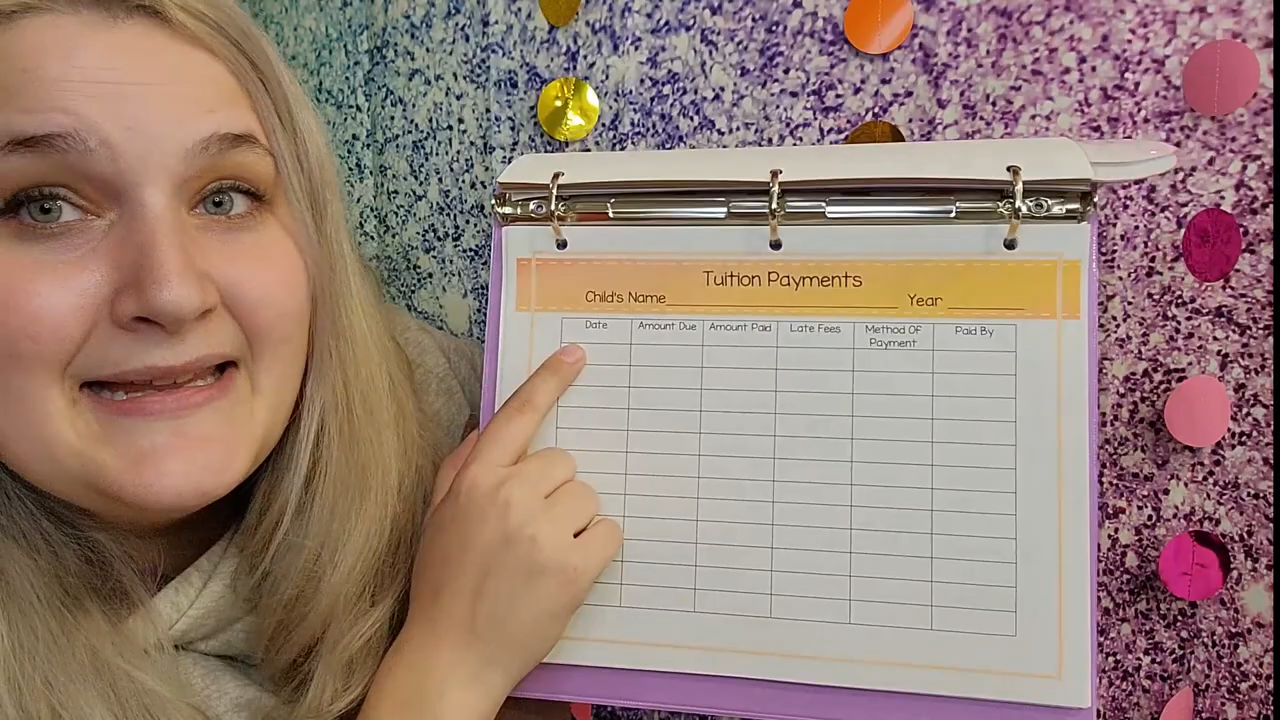 Tuition Payments
Child's Name Year
Date Amount Due Amount Paid Late Fees Method Of Payment Paid By